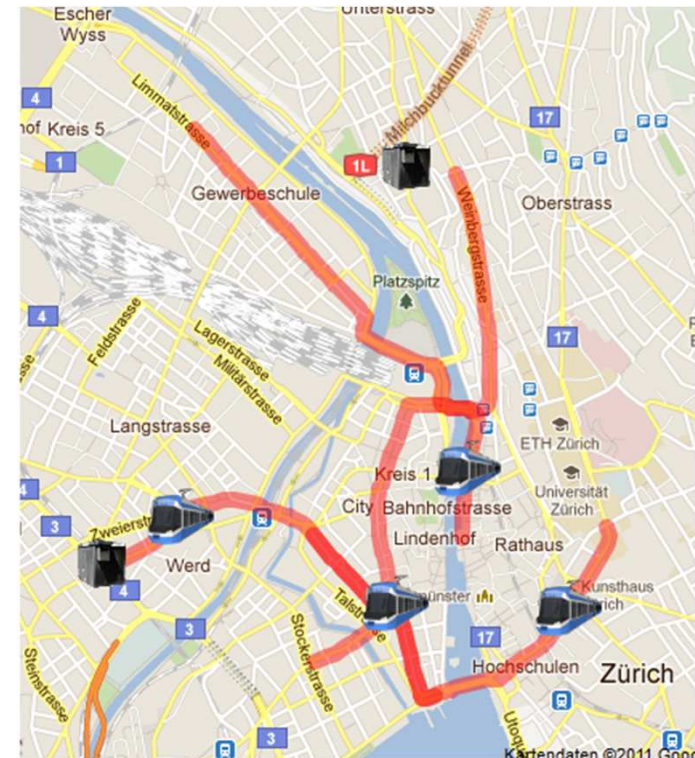 Escher
Wyss
Unterstrass
4
Limmatstrasse
Milchbucktunnel
17
hof Kreis 5
1
1L
Gewerbeschule
Weinbergstrasse
Oberstrass
Platzspitz
4
Feldstrasse
Lagerstrasse
Militärstrasse
17
Langstrasse
ETH Zürich
Kreis 1
Universität
Zürich
4
3
City
Bahnhofstrasse
Lindenhof
Rathaus
Werd
4
Kunsthaus
3
Talstrasse
Stockerstrasse
17
Steinstrasse
Hochschulen
Zürich
3
Kartendaten ©2011